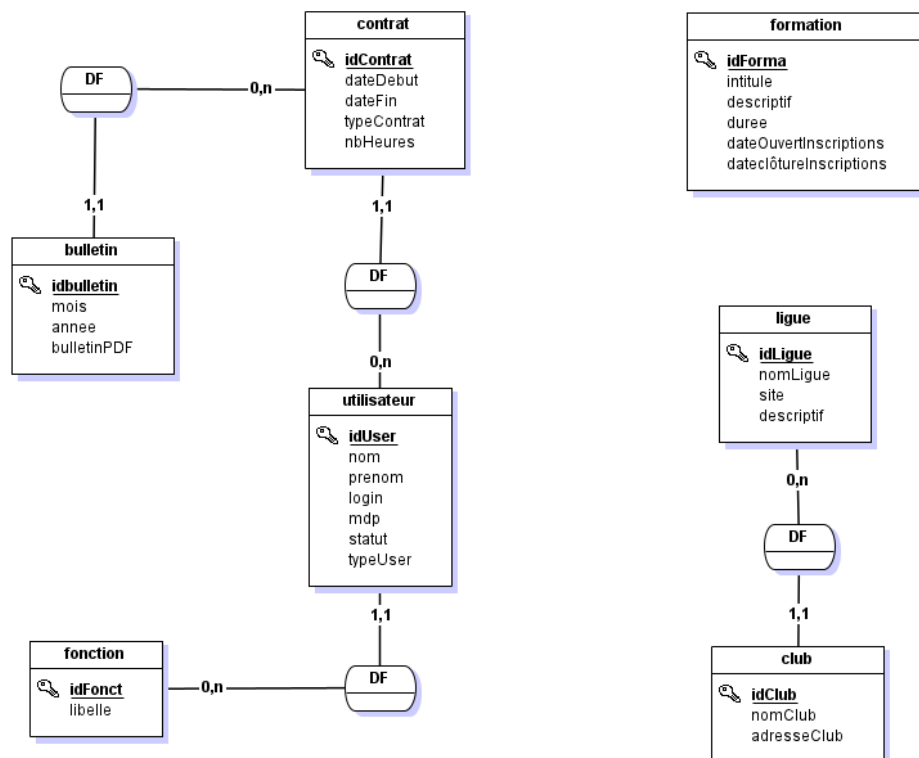 contrat
idContrat
dateDebut
dateFin
typeContrat
nbHeures
formation
idForma
intitule
descriptif
duree
dateOuvertInscriptions
dateclôtureInscriptions
DF
0,n
1,1
1,1
bulletin
idbulletin
mois
annee
bulletinPDF
DF
0,n
utilisateur
idUser
nom
prenom
login
mdp
statut
typeUser
ligue
idLigue
nomLigue
site
descriptif
0,n
DF
1,1
1,1
fonction
idFonct
libelle
0,n
DF
club
idClub
nomClub
adresseClub